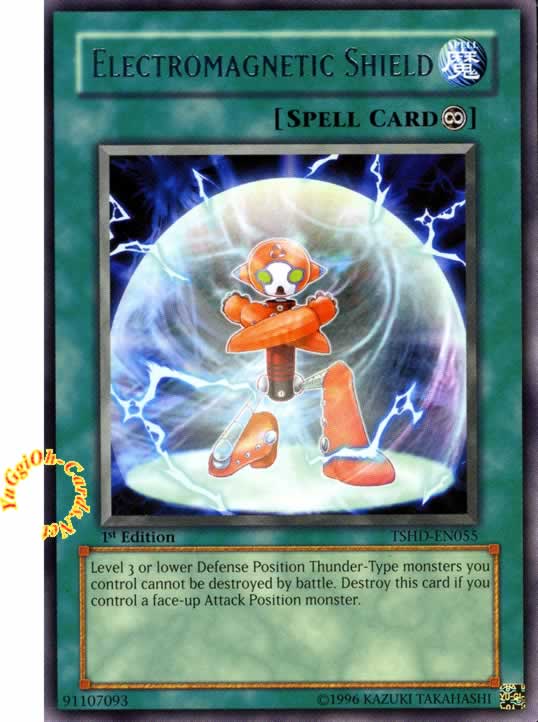 ELECTROMAGNETIC SHIELD
SPELL
魔
[SPELL CARD]
1st Edition
TSHD-EN055
YuGgiOh-Cards.Net
Level 3 or lower Defense Position Thunder-Type monsters you
control cannot be destroyed by battle. Destroy this card if you
control a face-up Attack Position monster.
91107093
©1996 KAZUKI TAKAHASHI